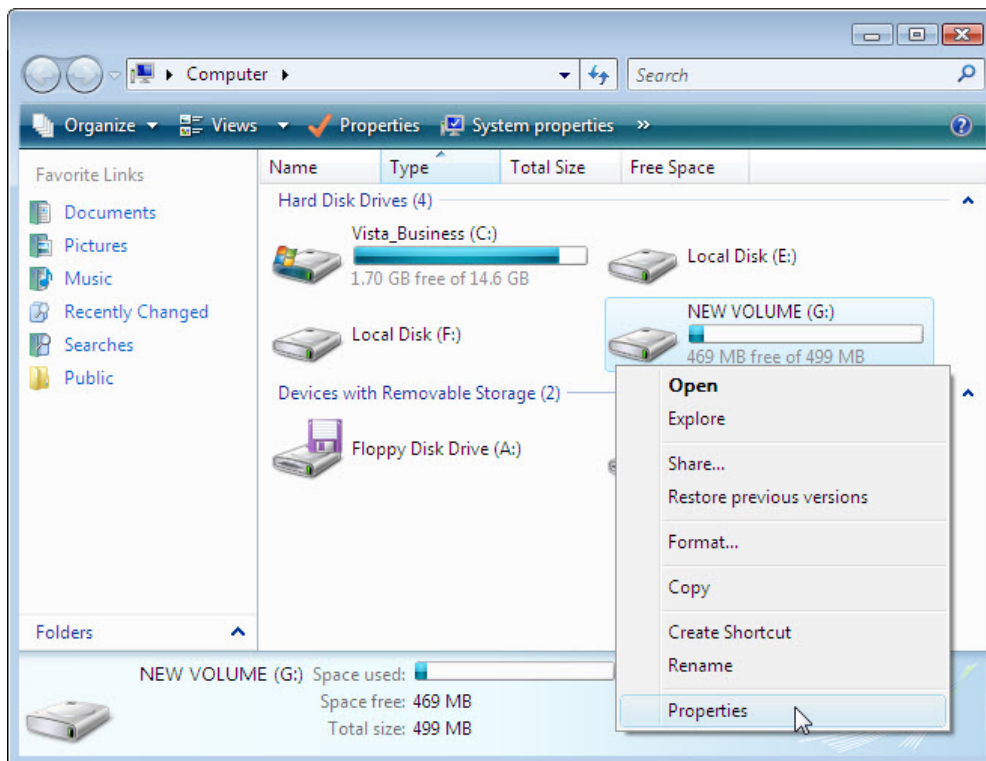 Computer
Search
Organize Views Properties System properties »
Favorite Links
Documents
Pictures
Music
Recently Changed
Searches
Public
Folders
Name Type Total Size Free Space
Hard Disk Drives (4)
Vista_Business (C:)
1.70 GB free of 14.6 GB
Local Disk (E:)
Local Disk (F:)
NEW VOLUME (G:)
469 MB free of 499 MB
Devices with Removable Storage (2)
Floppy Disk Drive (A:)
Open
Explore
Share...
Restore previous versions
Format...
Copy
Create Shortcut
Rename
Properties
NEW VOLUME (G:) Space used:
Space free: 469 MB
Total size: 499 MB